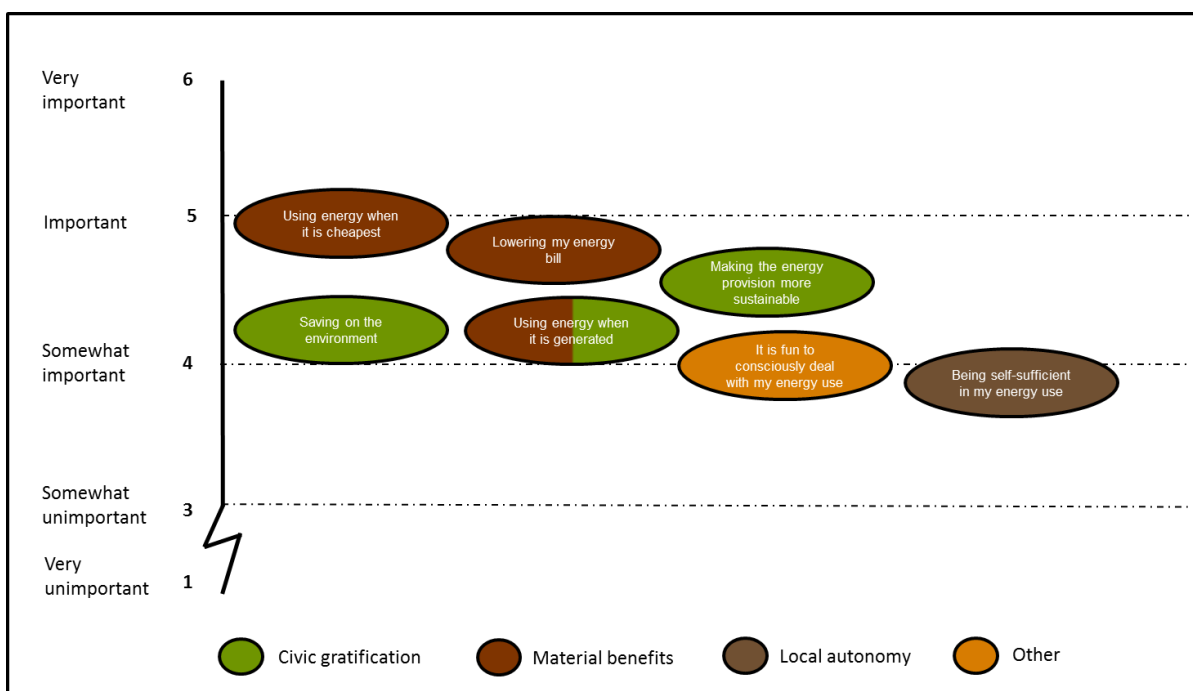 Very
important
6
Important
5
Using energy when
it is cheapest
Lowering my energy
bill
Making the energy
provision more
sustainable
Saving on the
environment
Using energy when
it is generated
Somewhat
important
4
It is fun to
consciously deal
with my energy use
Being self-sufficient
in my energy use
Somewhat
unimportant
3
Very
unimportant
1
Civic gratification
Material benefits
Local autonomy
Other